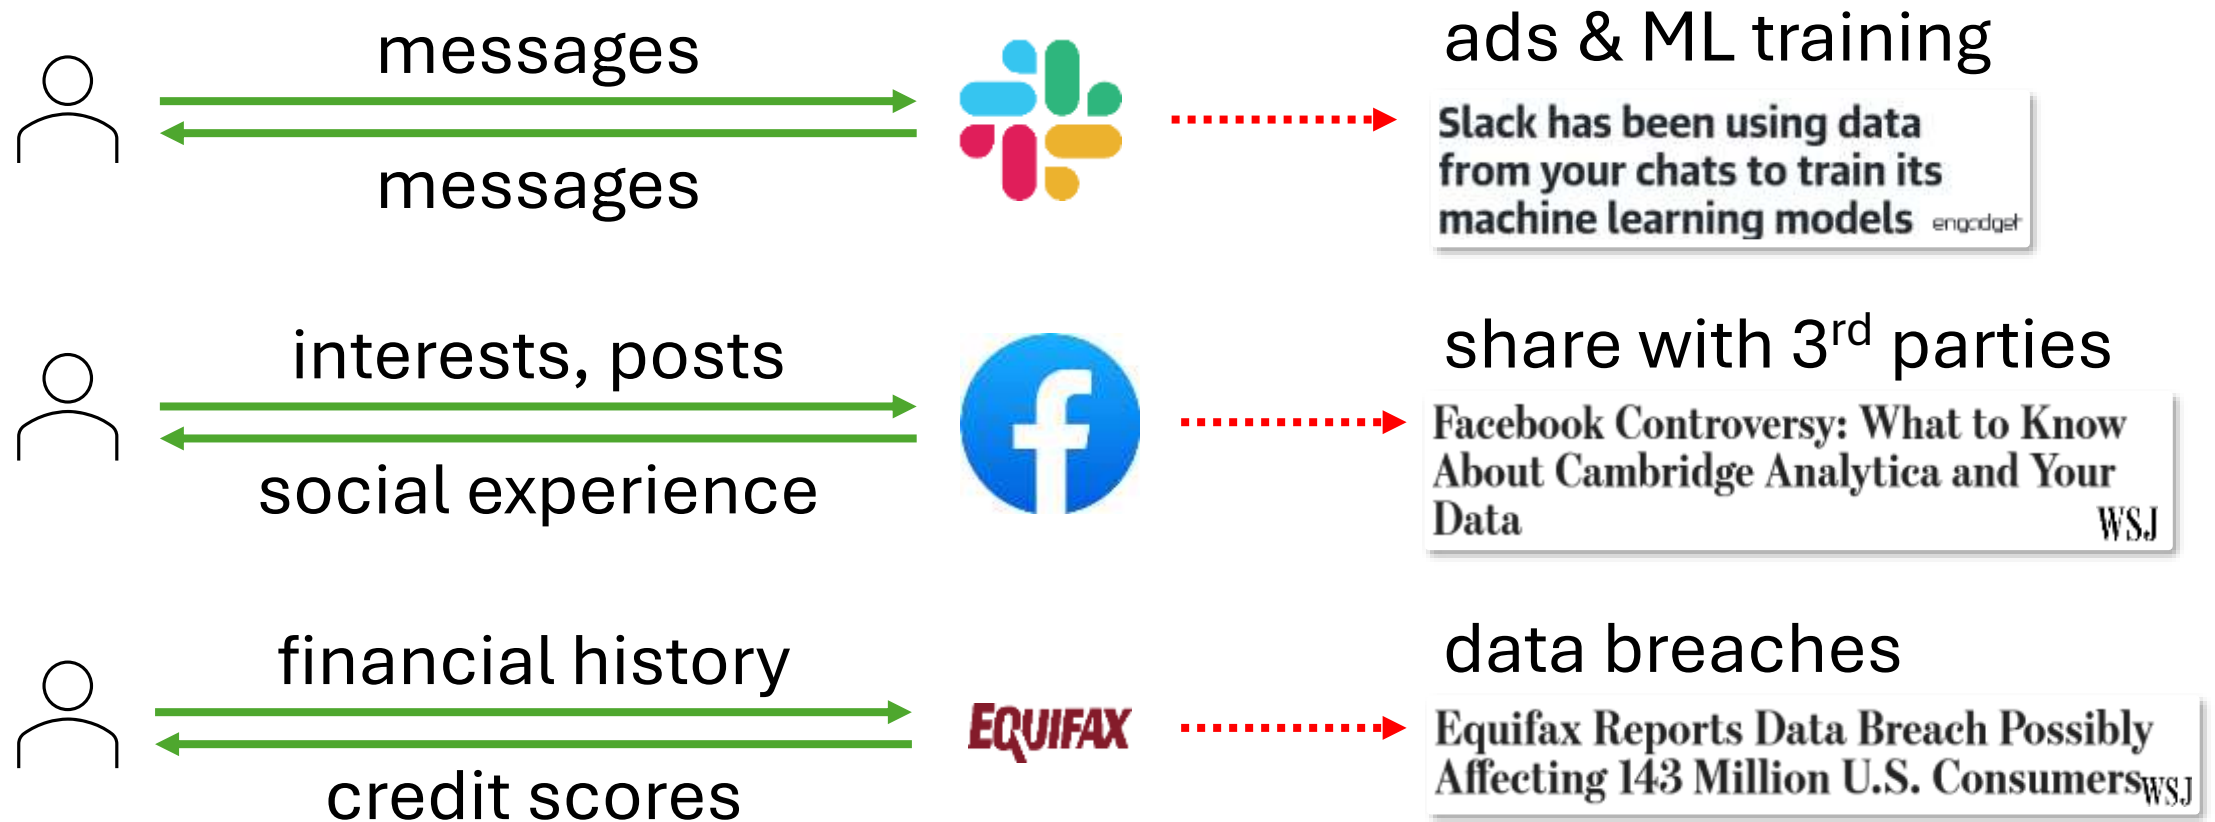 messages
messages
ads & ML training
Slack has been using data
from your chats to train its
machine learning models engadget
interests, posts
social experience
share with 3rd parties
Facebook Controversy: What to Know
About Cambridge Analytica and Your
Data WSJ
financial history
credit scores
EQUIFAX
data breaches
Equifax Reports Data Breach Possibly
Affecting 143 Million U.S. Consumers WSJ